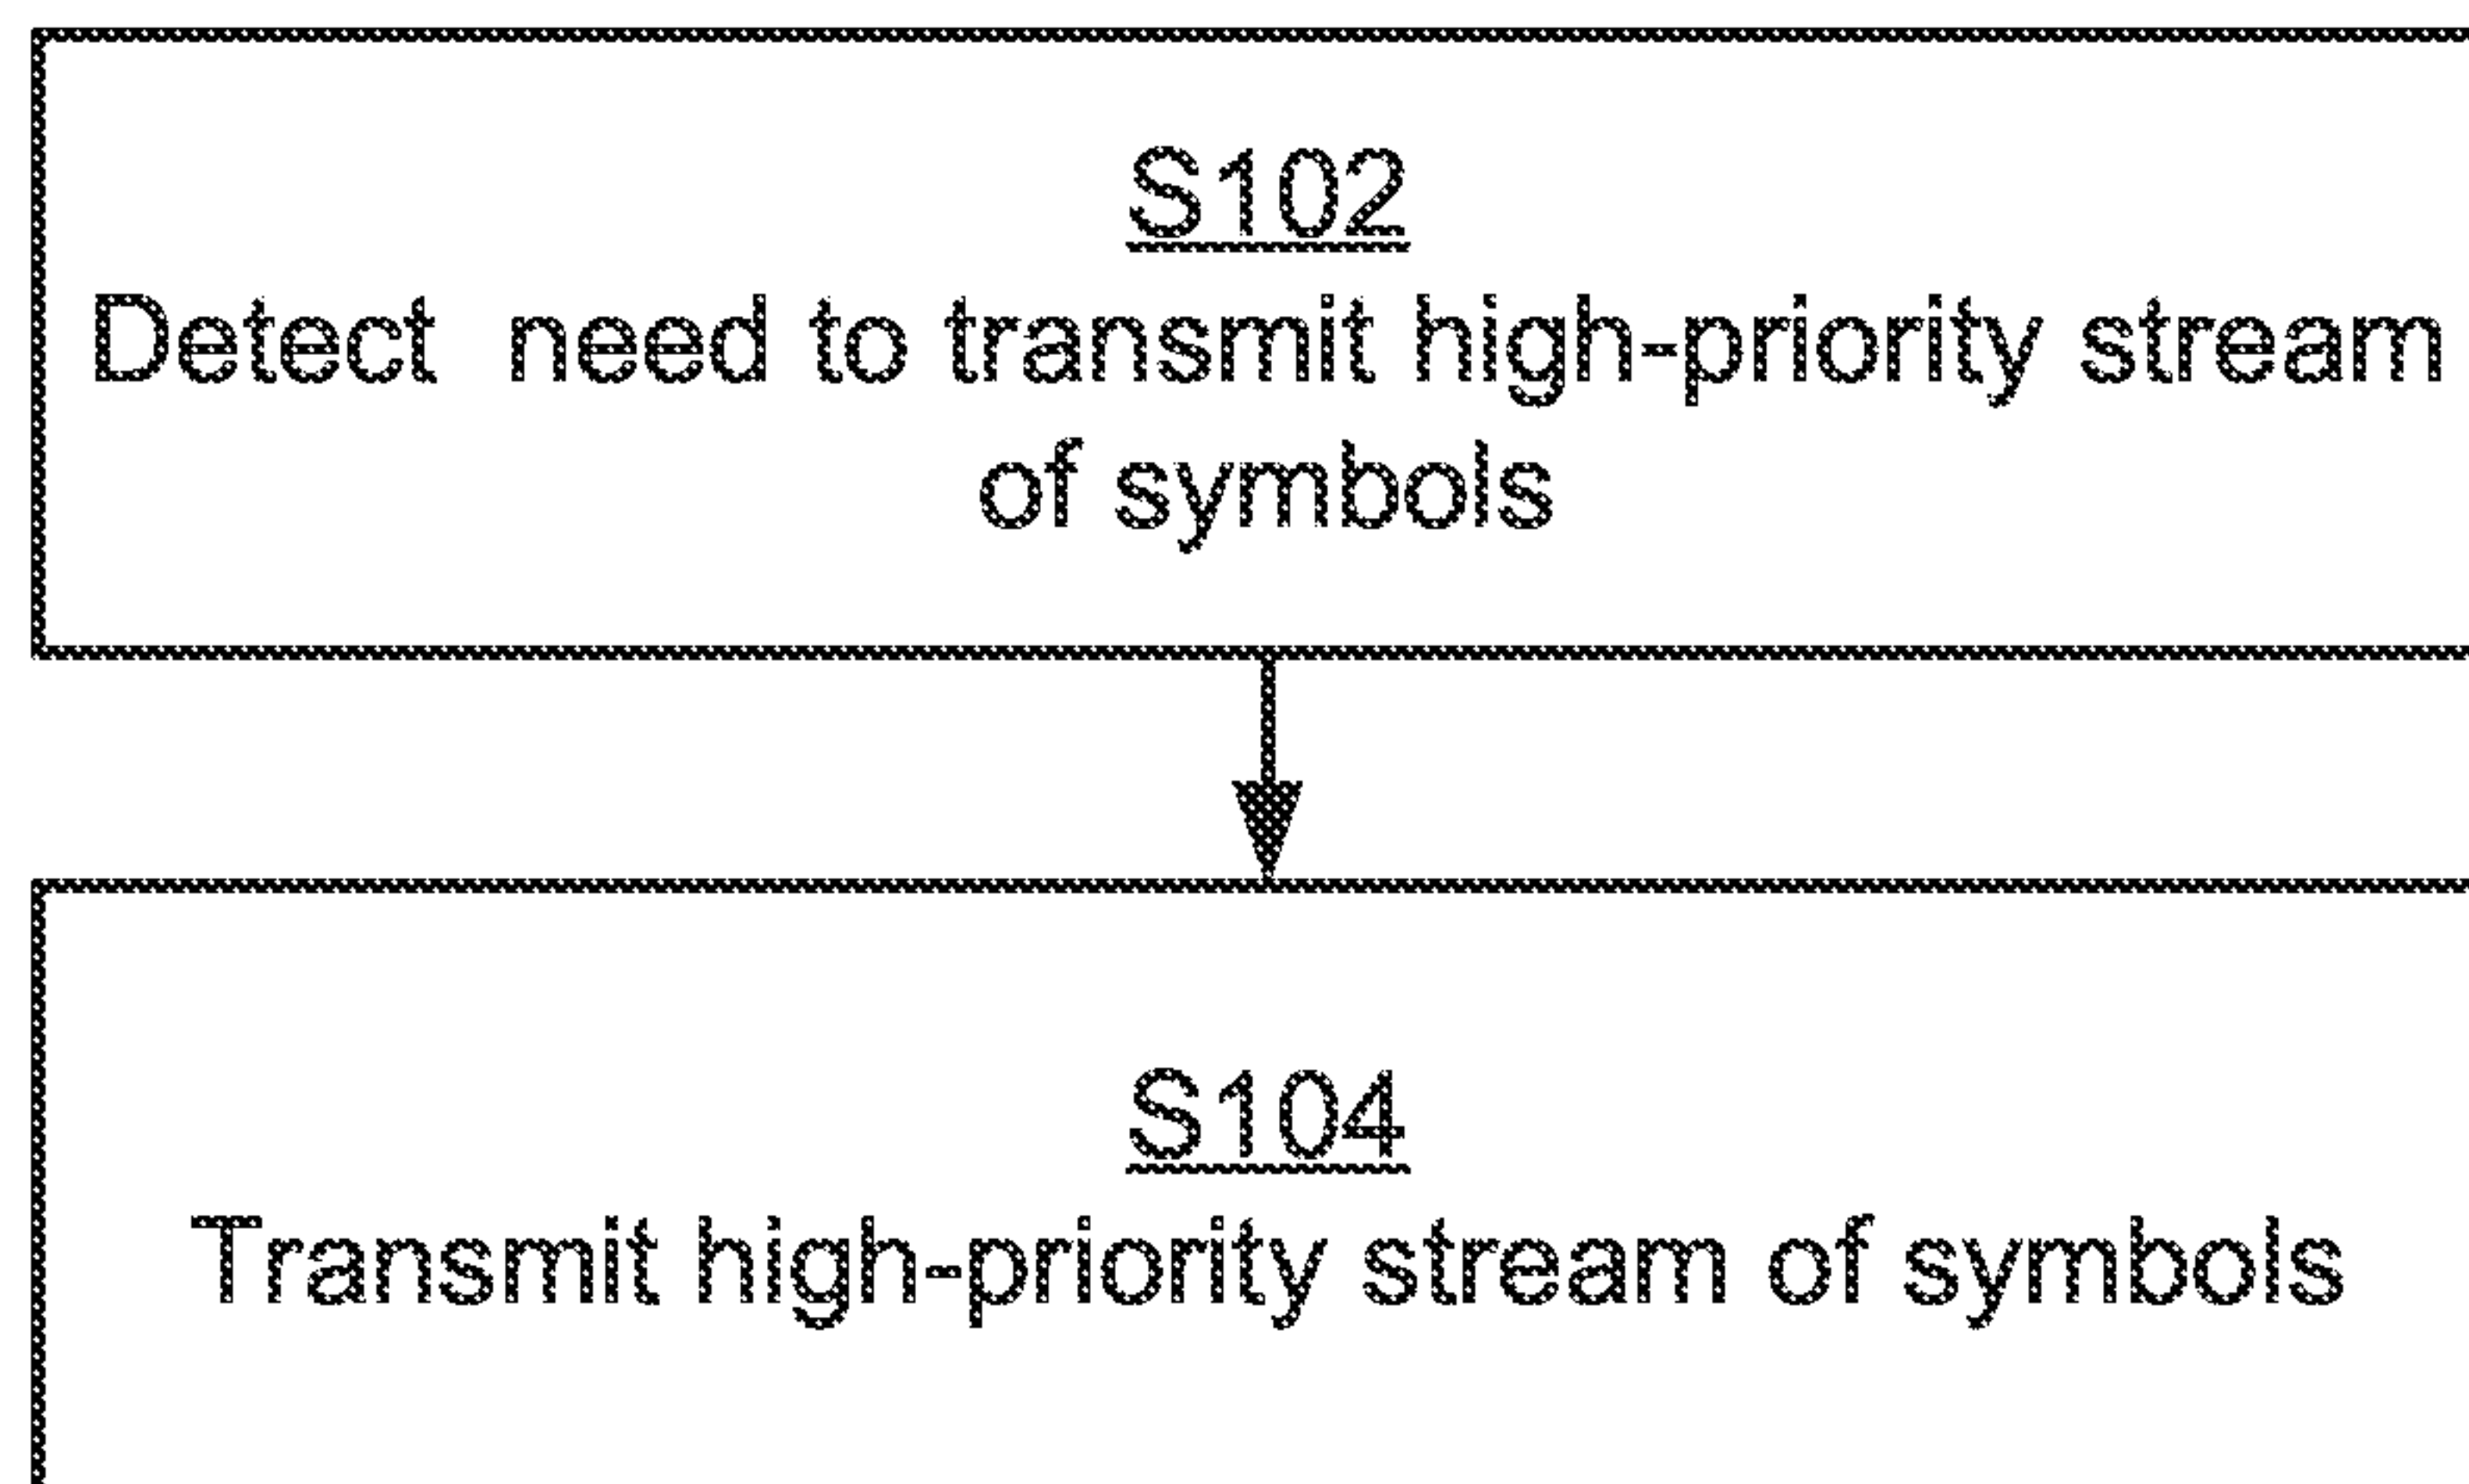 S102
Detect need to transmit high-priority stream
of symbols
S104
Transmit high-priority stream of symbols